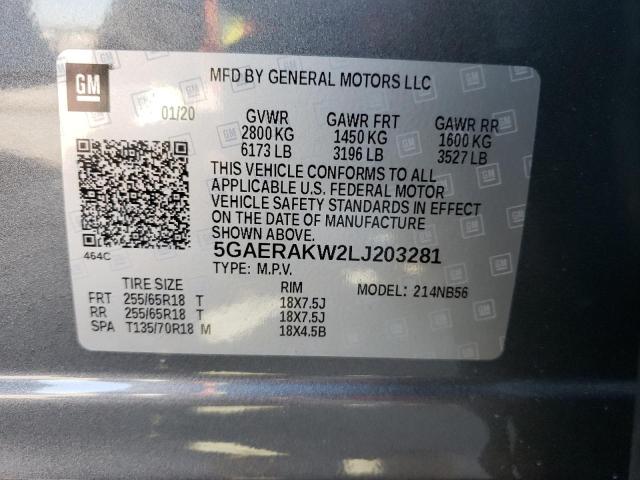 GM
MFD BY GENERAL MOTORS LLC
01/20
GVWR GAWR FRT GAWR RR
2800 KG 1450 KG 1600 KG
6173 LB 3196 LB 3527 LB
THIS VEHICLE CONFORMS TO ALL
APPLICABLE U.S. FEDERAL MOTOR
VEHICLE SAFETY STANDARDS IN EFFECT
ON THE DATE OF MANUFACTURE
SHOWN ABOVE.
464C
5GAERAKW2LJ203281
TYPE: M.P.V.
TIRE SIZE RIM MODEL: 214NB56
FRT 255/65R18 T 18X7.5J
RR 255/65R18 T 18X7.5J
SPA T135/70R18 M 18X4.5B